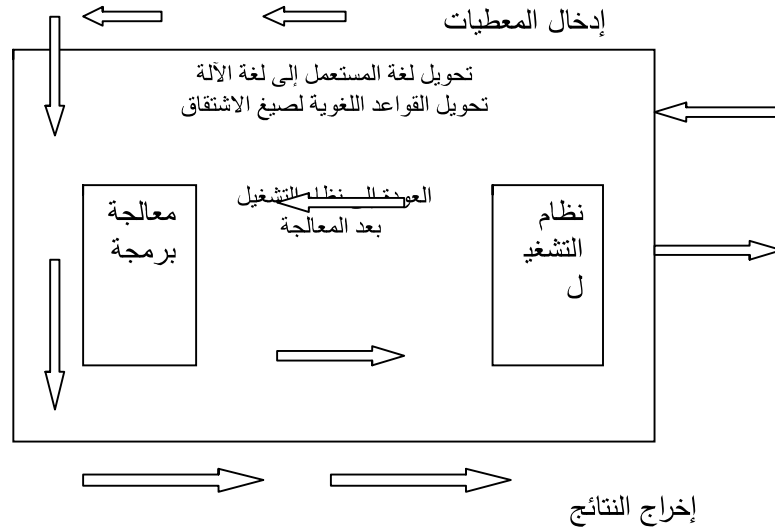 إدخال المعطيات
تحويل لغة المستعمل إلى لغة الآلة
تحويل القواعد اللغوية لصيغ الاشتقاق
نظام
التشغي
ل
العودة إلى نظام التشغيل
بعد المعالجة
معالجة
برمجة
إخراج النتائج